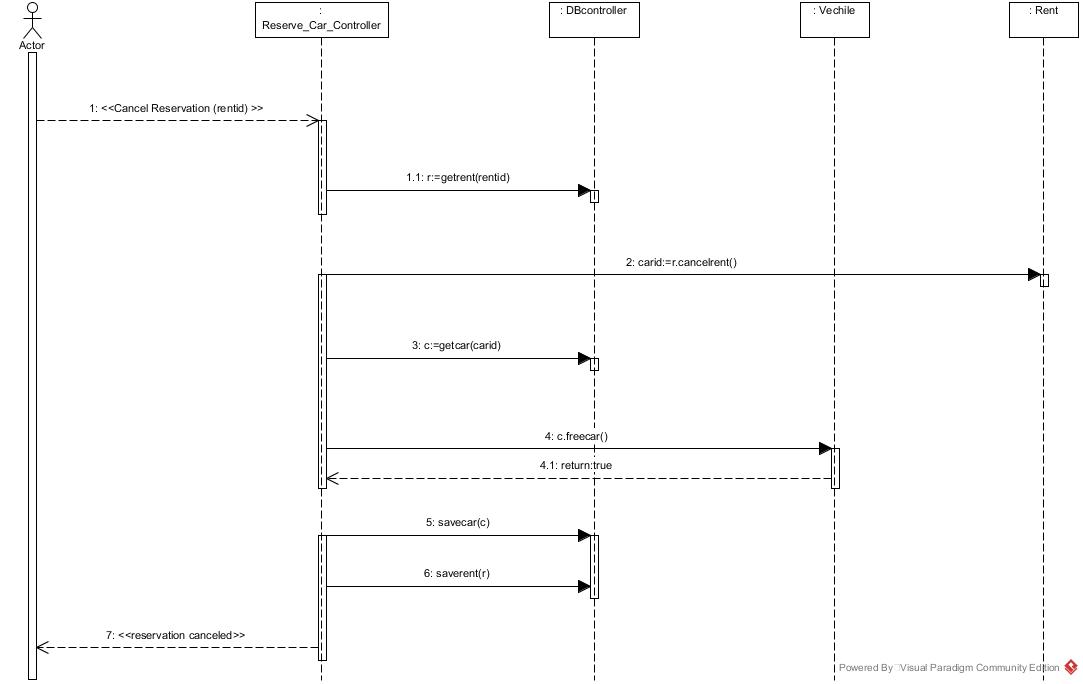 Actor
:
Reserve_Car_Controller
: DBcontroller
: Vechile
: Rent
1: <<Cancel Reservation (rentid) >>
1.1: r:=getrent(rentid)
2: carid:=r.cancelrent()
3: c:=getcar(carid)
4: c.freecar()
4.1: return:true
5: savecar(c)
6: saverent(r)
7: <<reservation canceled>>
Powered By Visual Paradigm Community Edition